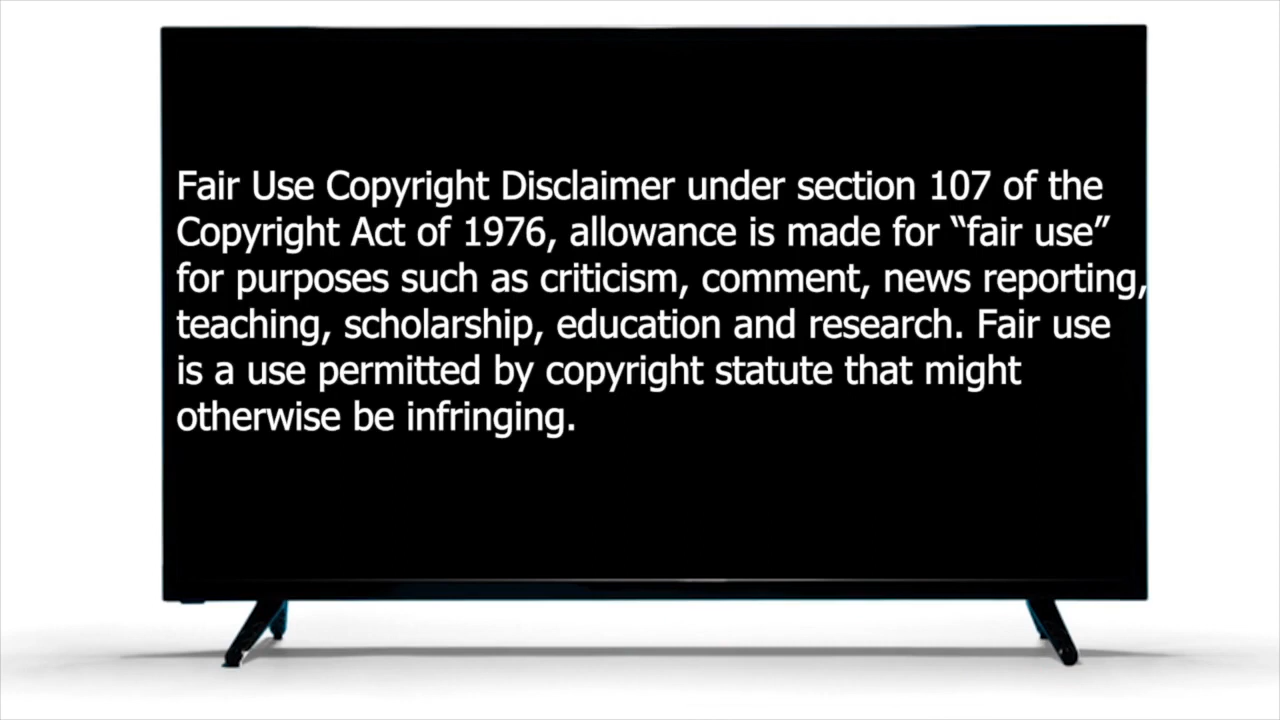 Fair Use Copyright Disclaimer under section 107 of the
Copyright Act of 1976, allowance is made for “fair use”
for purposes such as criticism, comment, news reporting,
teaching, scholarship, education and research. Fair use
is a use permitted by copyright statute that might
otherwise be infringing.